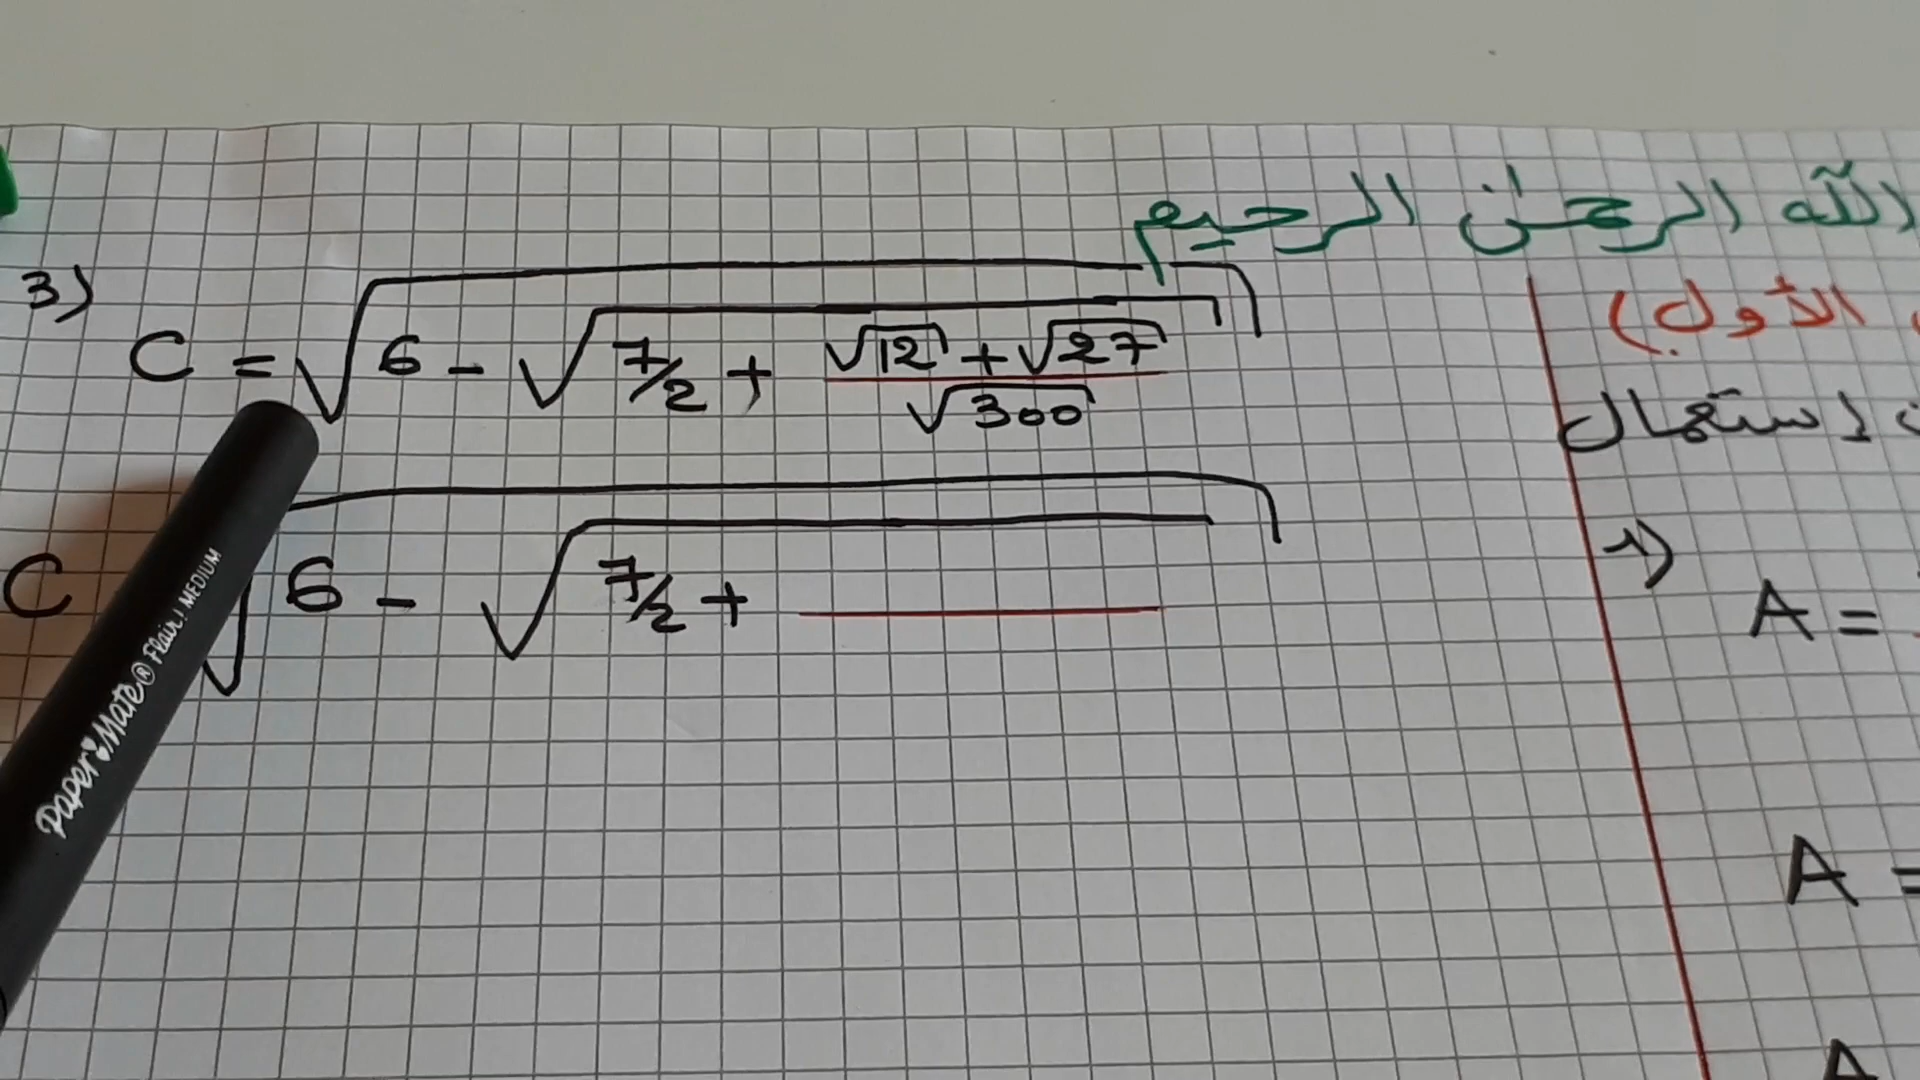 الله الرحمن الرحيم
3)
C = √(6 - √(7/2 + (√12 + √27)/√300))
الأول)
إستعمال
C √(6 - √(7/2 +
1)
A =
A =
A
Paper Mate® Flair! MEDIUM